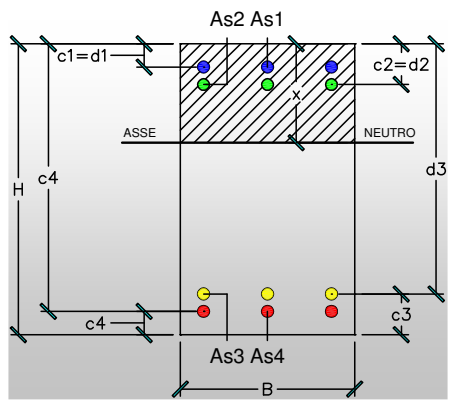 As2 As1
c1=d1
c2=d2
x
ASSE
NEUTRO
d3
c4
H
c4
c3
As3 As4
B